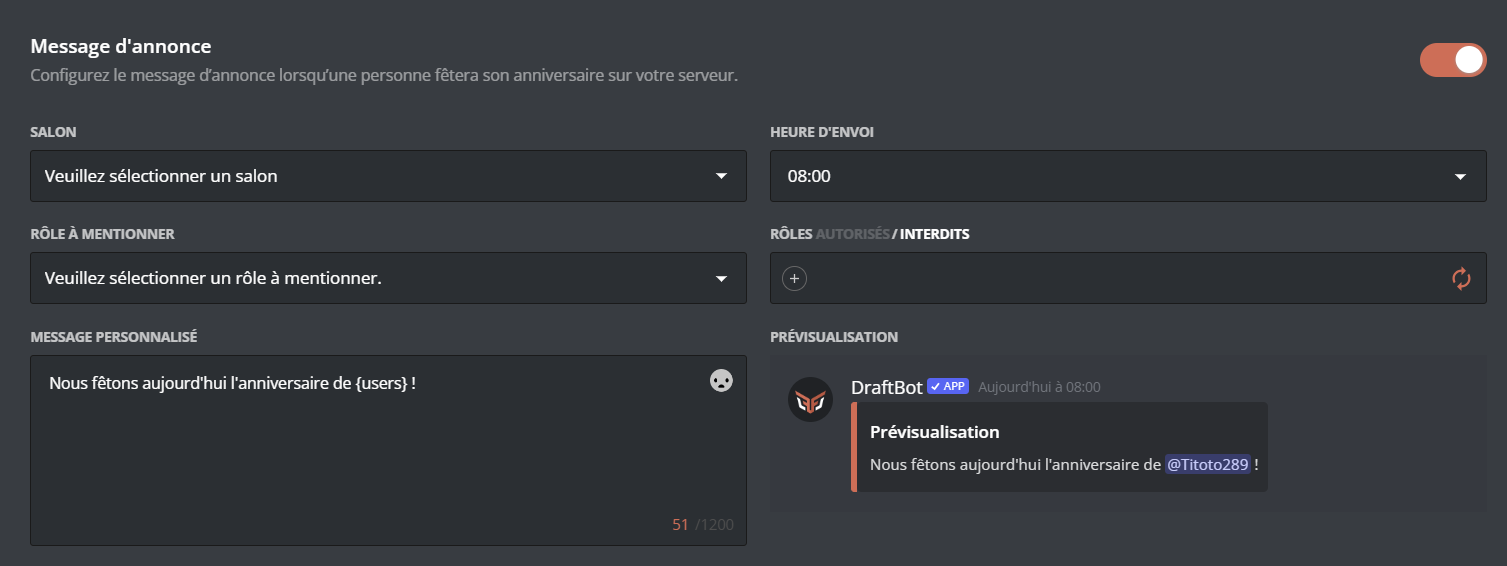 Message d'annonce
Configurez le message d'annonce lorsqu'une personne fêtera son anniversaire sur votre serveur.
SALON
HEURE D'ENVOI
Veuillez sélectionner un salon
08:00
RÔLE À MENTIONNER
RÔLES AUTORISÉS / INTERDITS
Veuillez sélectionner un rôle à mentionner.
MESSAGE PERSONNALISÉ
PRÉVISUALISATION
Nous fêtons aujourd'hui l'anniversaire de {users} !
51 /1200
DraftBot APP Aujourd'hui à 08:00
Prévisualisation
Nous fêtons aujourd'hui l'anniversaire de @Titoto289 !